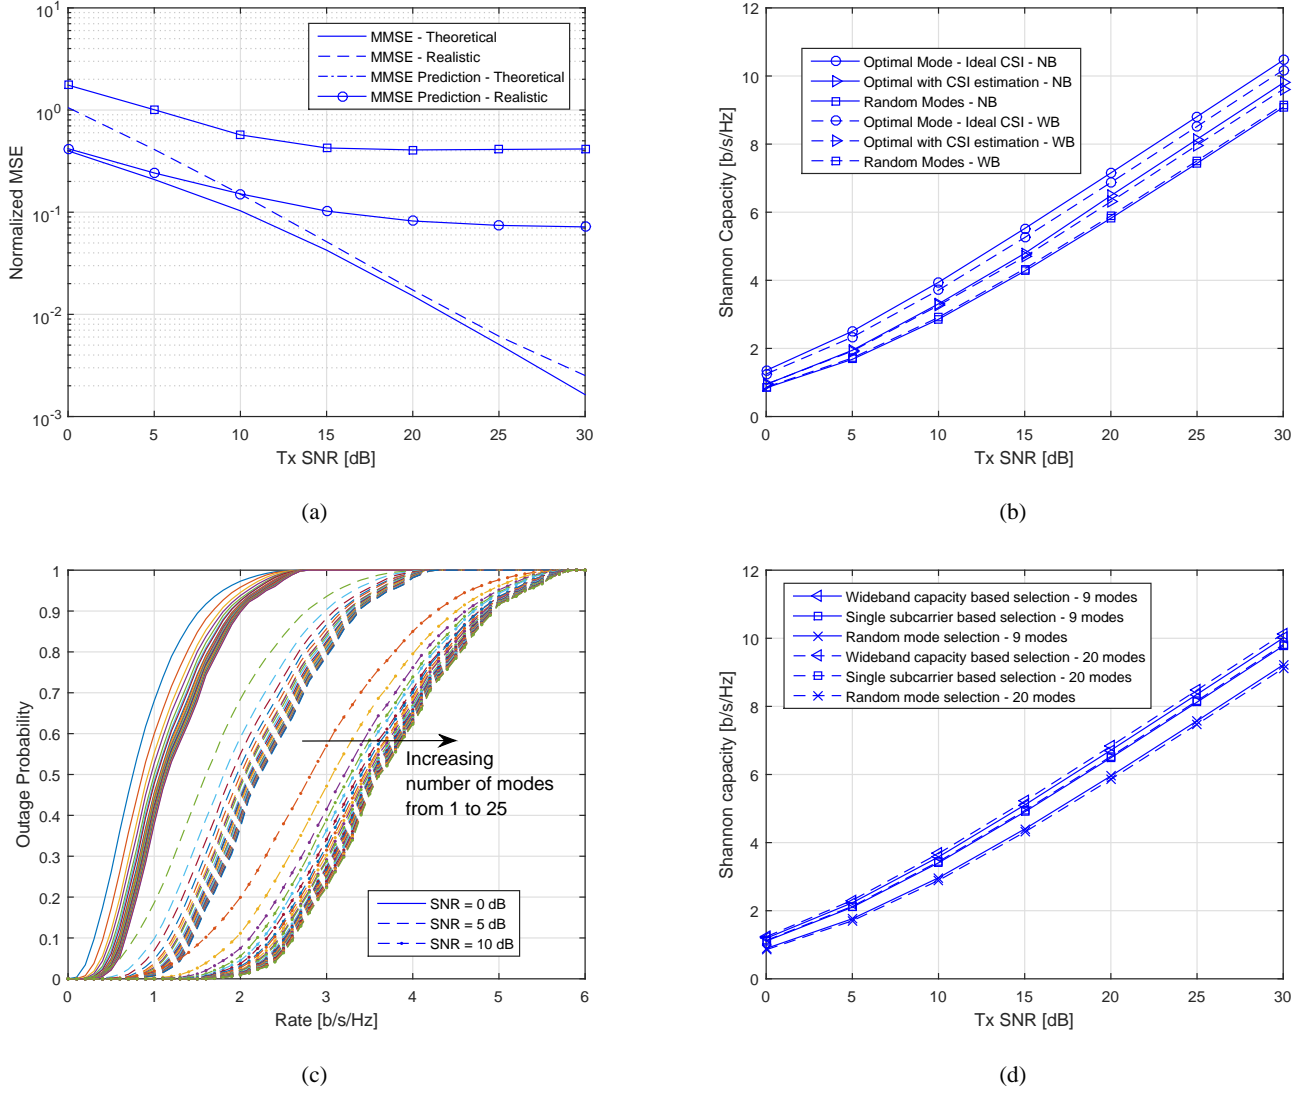 10^1
10^0
10^-1
10^-2
10^-3
Normalized MSE
MMSE - Theoretical
MMSE - Realistic
MMSE Prediction - Theoretical
MMSE Prediction - Realistic
0 5 10 15 20 25 30
Tx SNR [dB]
(a)
12
10
8
6
4
2
0
Shannon Capacity [b/s/Hz]
Optimal Mode - Ideal CSI - NB
Optimal with CSI estimation - NB
Random Modes - NB
Optimal Mode - Ideal CSI - WB
Optimal with CSI estimation - WB
Random Modes - WB
0 5 10 15 20 25 30
Tx SNR [dB]
(b)
1
0.9
0.8
0.7
0.6
0.5
0.4
0.3
0.2
0.1
0
Outage Probability
Increasing
number of modes
from 1 to 25
SNR = 0 dB
SNR = 5 dB
SNR = 10 dB
0 1 2 3 4 5 6
Rate [b/s/Hz]
(c)
12
10
8
6
4
2
0
Shannon capacity [b/s/Hz]
Wideband capacity based selection - 9 modes
Single subcarrier based selection - 9 modes
Random mode selection - 9 modes
Wideband capacity based selection - 20 modes
Single subcarrier based selection - 20 modes
Random mode selection - 20 modes
0 5 10 15 20 25 30
Tx SNR [dB]
(d)